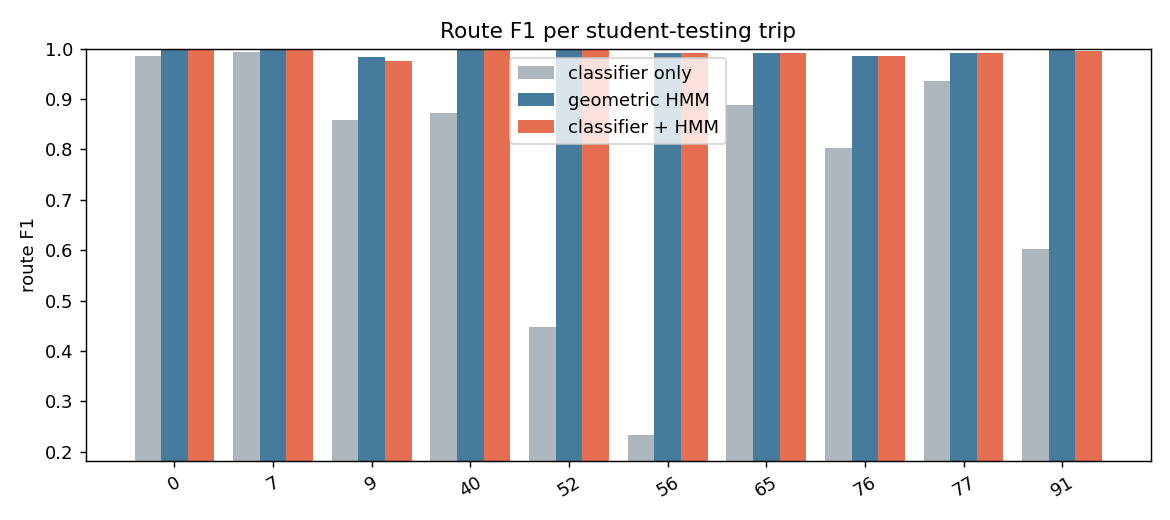 Route F1 per student-testing trip
1.0
0.9
0.8
0.7
0.6
0.5
0.4
0.3
0.2
route F1
classifier only
geometric HMM
classifier + HMM
0 7 9 40 52 56 65 76 77 91